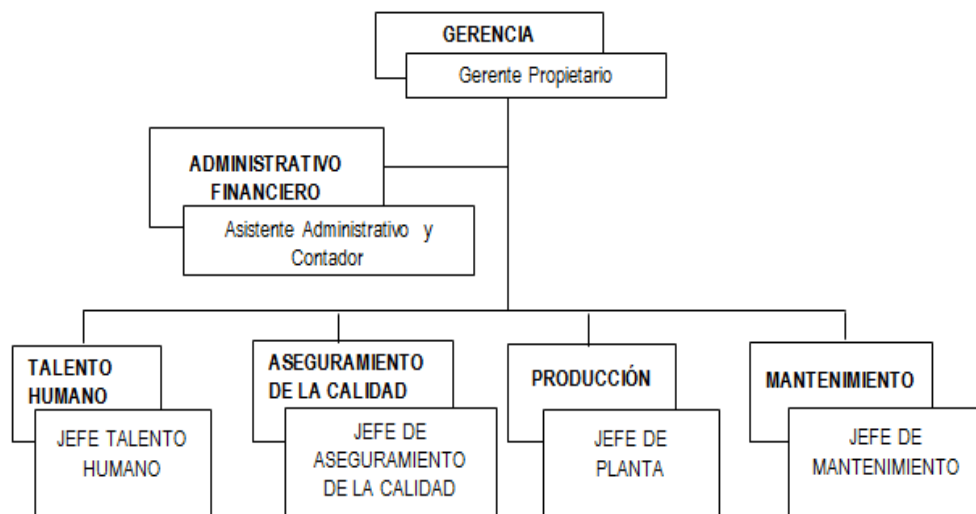 GERENCIA
Gerente Propietario
ADMINISTRATIVO
FINANCIERO
Asistente Administrativo y
Contador
TALENTO
HUMANO
JEFE TALENTO
HUMANO
ASEGURAMIENTO
DE LA CALIDAD
JEFE DE
ASEGURAMIENTO
DE LA CALIDAD
PRODUCCIÓN
JEFE DE
PLANTA
MANTENIMIENTO
JEFE DE
MANTENIMIENTO